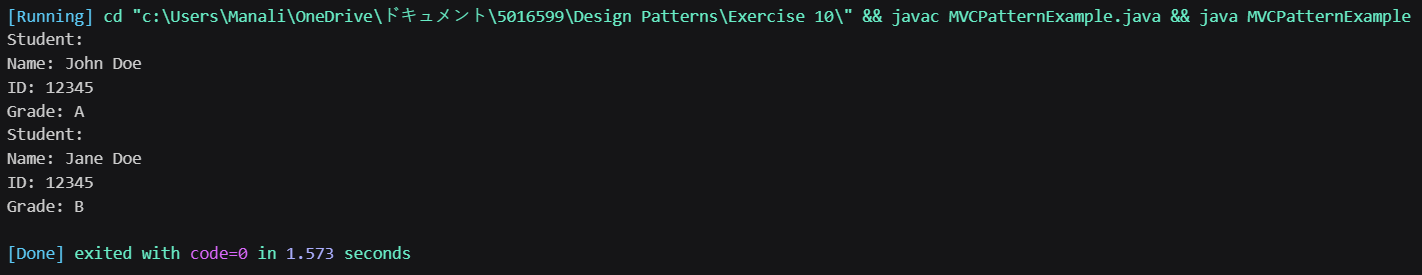 [Running] cd "c:\Users\Manali\OneDrive\ドキュメント\5016599\Design Patterns\Exercise 10\" && javac MVCPatternExample.java && java MVCPatternExample
Student:
Name: John Doe
ID: 12345
Grade: A
Student:
Name: Jane Doe
ID: 12345
Grade: B
[Done] exited with code=0 in 1.573 seconds